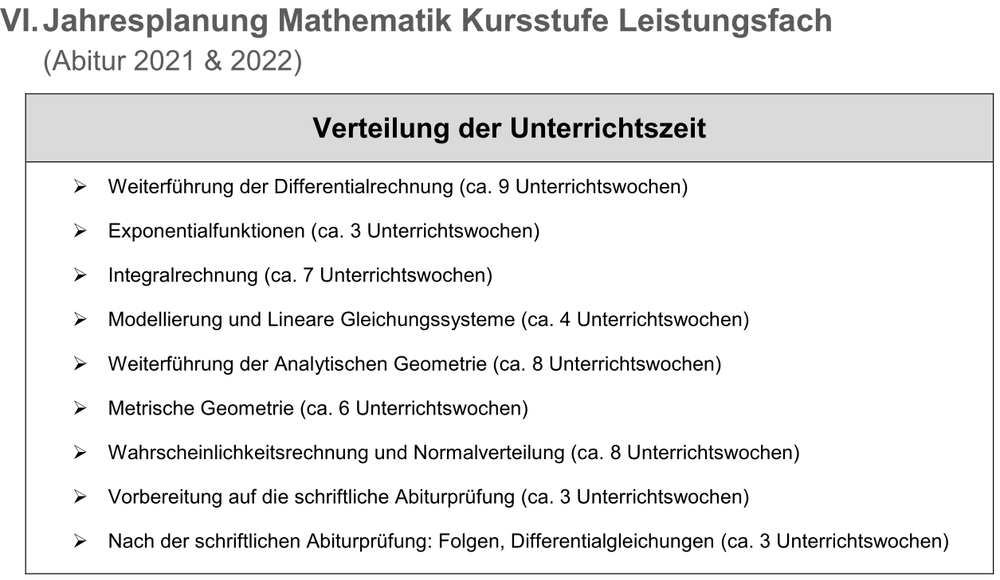 VI. Jahresplanung Mathematik Kursstufe Leistungsfach
(Abitur 2021 & 2022)
Verteilung der Unterrichtszeit
➢ Weiterführung der Differentialrechnung (ca. 9 Unterrichtswochen)
➢ Exponentialfunktionen (ca. 3 Unterrichtswochen)
➢ Integralrechnung (ca. 7 Unterrichtswochen)
➢ Modellierung und Lineare Gleichungssysteme (ca. 4 Unterrichtswochen)
➢ Weiterführung der Analytischen Geometrie (ca. 8 Unterrichtswochen)
➢ Metrische Geometrie (ca. 6 Unterrichtswochen)
➢ Wahrscheinlichkeitsrechnung und Normalverteilung (ca. 8 Unterrichtswochen)
➢ Vorbereitung auf die schriftliche Abiturprüfung (ca. 3 Unterrichtswochen)
➢ Nach der schriftlichen Abiturprüfung: Folgen, Differentialgleichungen (ca. 3 Unterrichtswochen)